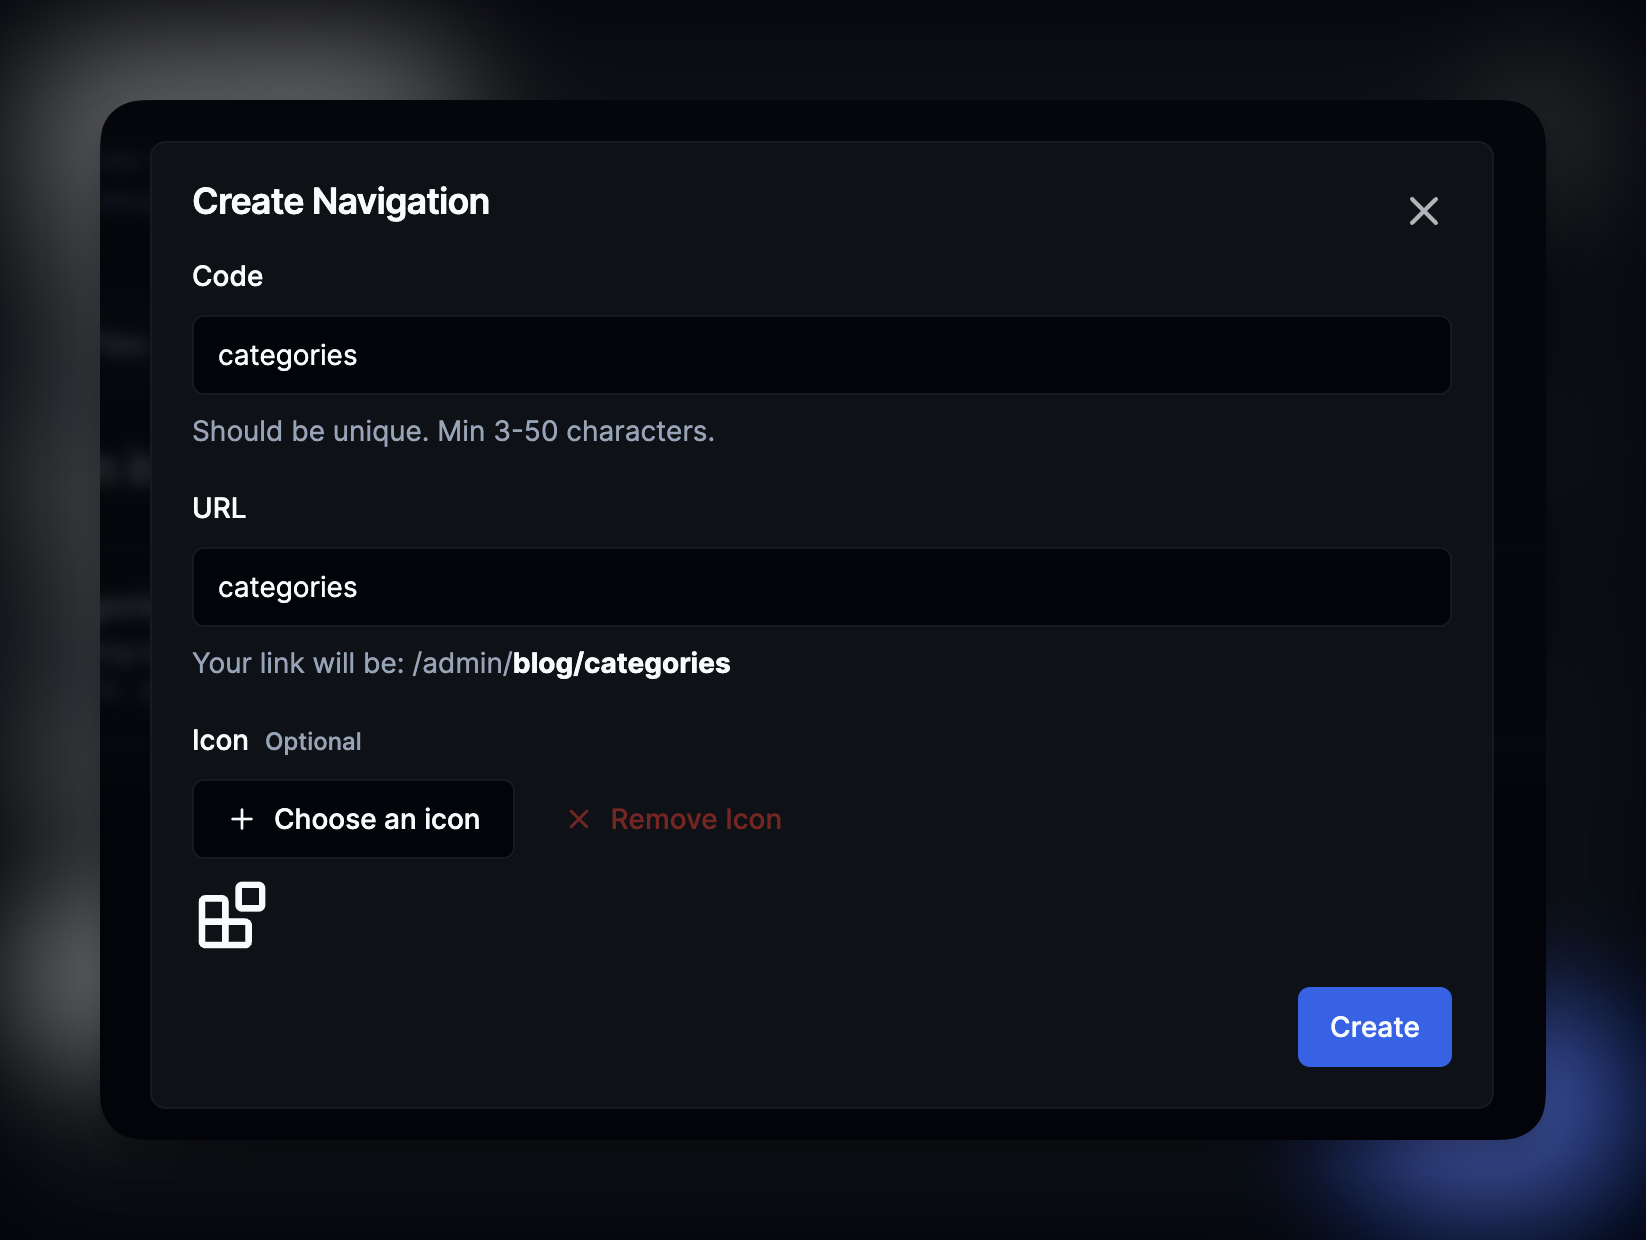 Create Navigation
Code
categories
Should be unique. Min 3-50 characters.
URL
categories
Your link will be: /admin/blog/categories
Icon Optional
Choose an icon
Remove Icon
Create